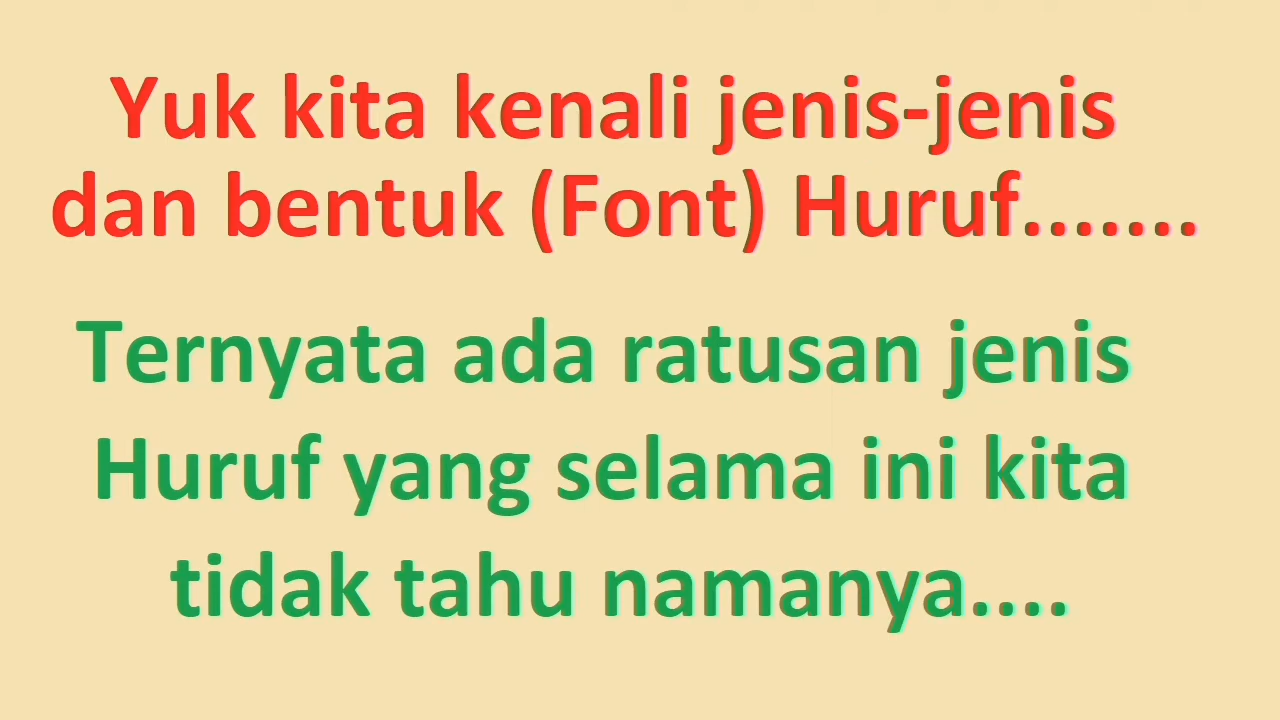 Yuk kita kenali jenis-jenis
dan bentuk (Font) Huruf.......
Ternyata ada ratusan jenis
Huruf yang selama ini kita
tidak tahu namanya....